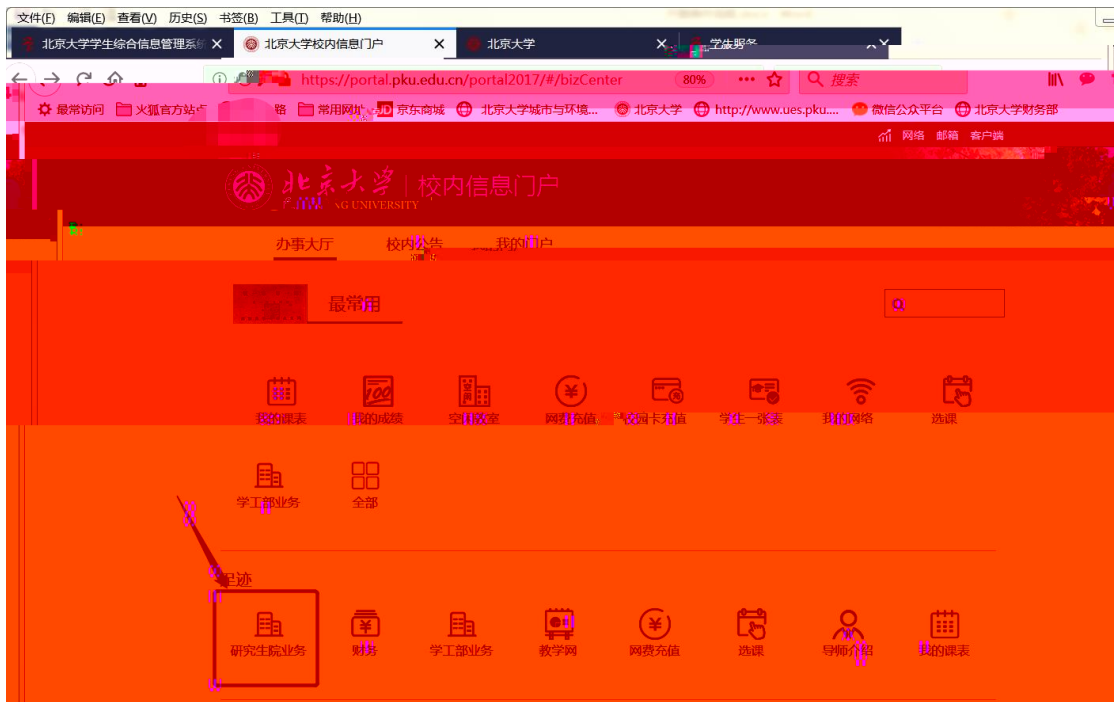 文件(F) 编辑(E) 查看(V) 历史(S) 书签(B) 工具(T) 帮助(H)
北京大学学生综合信息管理系统 × 北京大学校内信息门户 × 北京大学 ×
https://portal.pku.edu.cn/portal2017/#/bizCenter 80% ••• 搜索
最常访问 火狐官方站点 常用网址 京东商城 北京大学城市与环境... 北京大学 http://www.ues.pku.... 微信公众平台 北京大学财务部
网络 邮箱 客户端
北京大学 校内信息门户
UNIVERSITY
办事大厅 校内公告 我的门户
最常用
我的课表 我的成绩 空闲教室 网费充值 校园卡充值 学生一张表 我的网络 选课
学工部业务 全部
足迹
研究生院业务 财务 学工部业务 教学网 网费充值 选课 导师介绍 我的课表